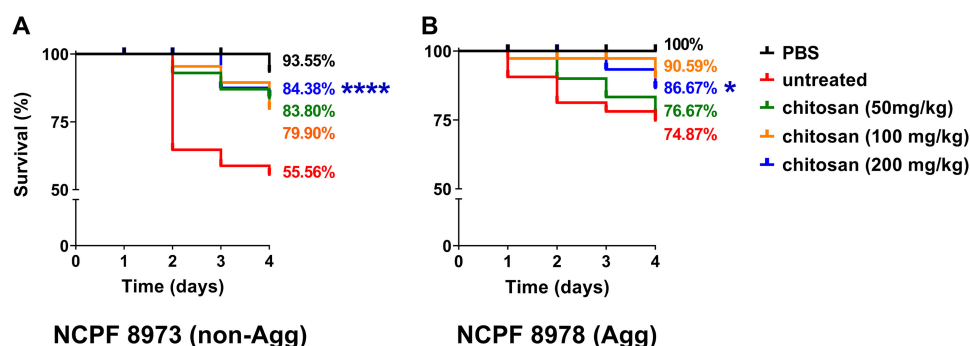 A
Survival (%)
100
75
50
0
0 1 2 3 4
Time (days)
93.55%
84.38% ****
83.80%
79.90%
55.56%
NCPF 8973 (non-Agg)
B
100
75
50
0
0 1 2 3 4
Time (days)
100%
90.59%
86.67% *
76.67%
74.87%
NCPF 8978 (Agg)
PBS
untreated
chitosan (50mg/kg)
chitosan (100 mg/kg)
chitosan (200 mg/kg)